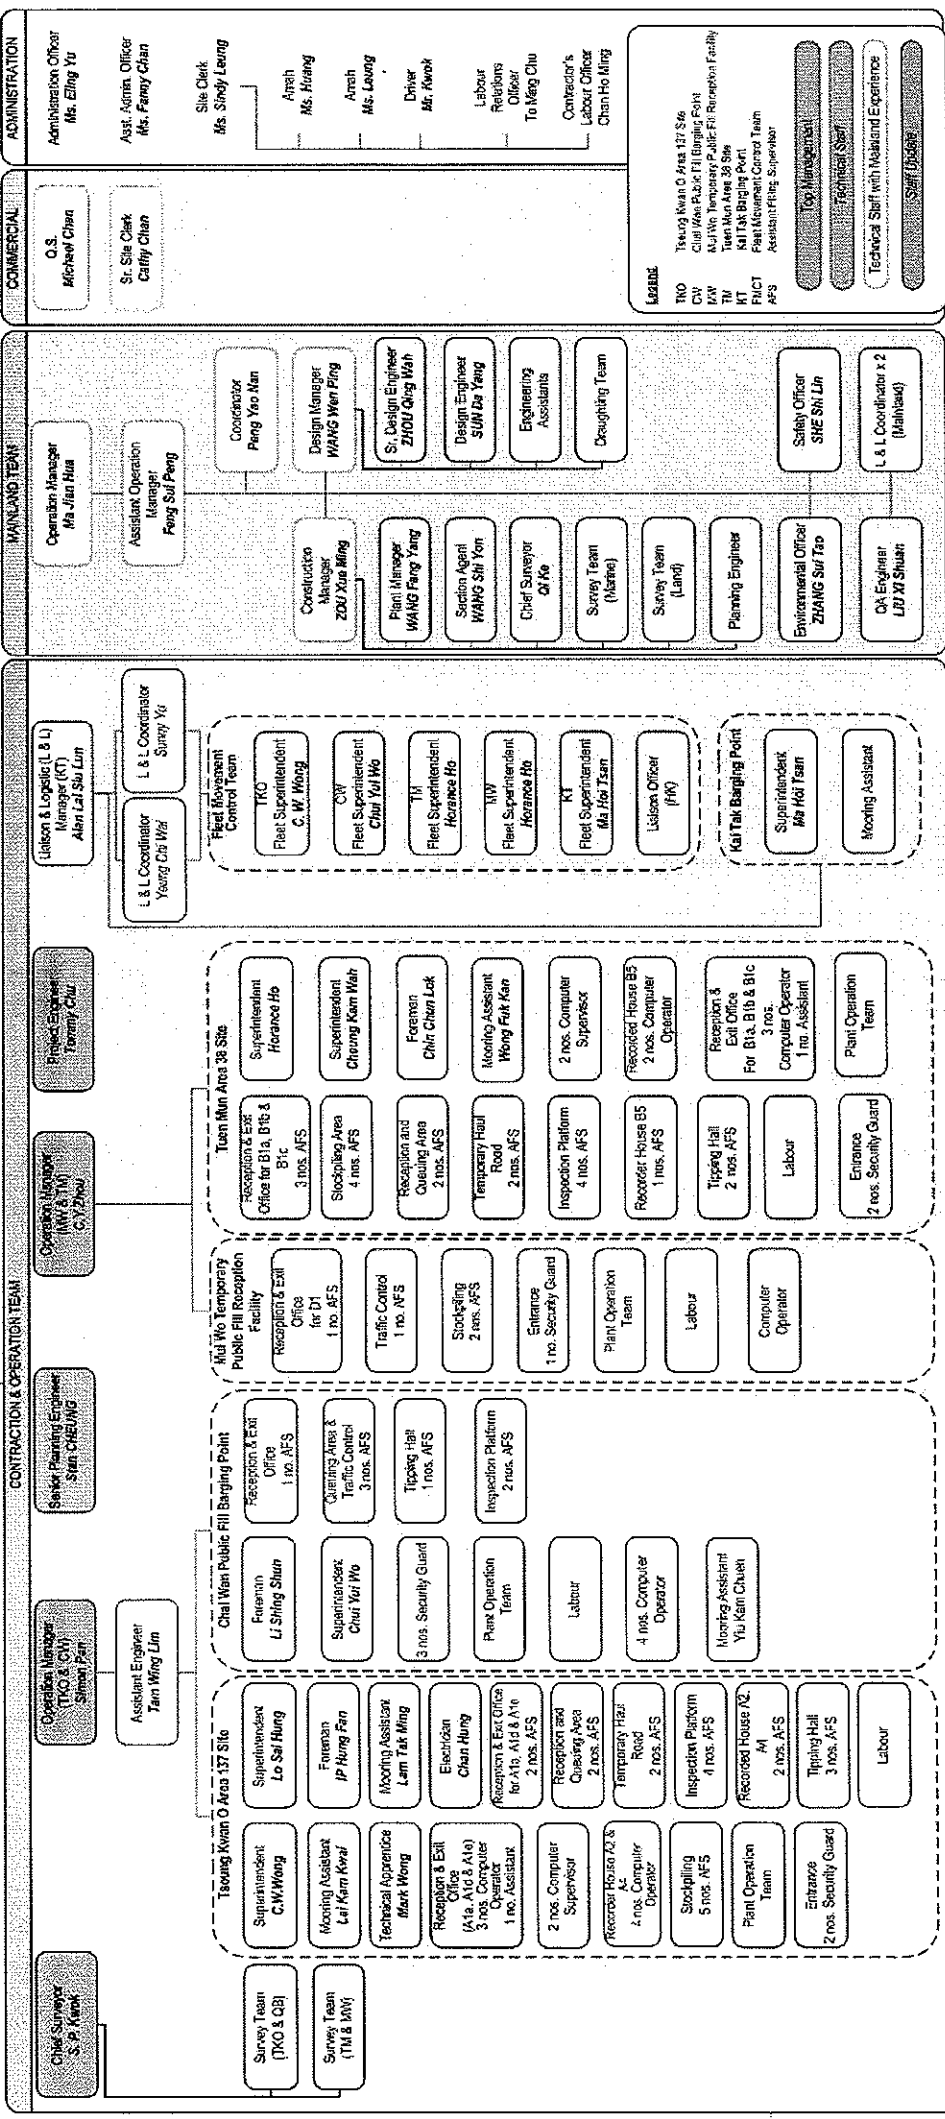 CONTRACTION & OPERATION TEAM
Chief Surveyor
S. P. Kwok
Survey Team
(TKO & QB)
Survey Team
(TM & MW)
Operation Manager
(TKO & CW)
Simon Pan
Assistant Engineer
Tam Wing Lim
Senior Planning Engineer
Stan CHEUNG
Operation Manager
(MW & TM)
C.Y.Zhou
Project Engineer
Tommy Chu
Liaison & Logic (L & L)
Manager (KT)
Alan Lai Siu Lun
L & L Coordinator
Yeung Chi Wai
L & L Coordinator
Sunny Yu
Tseung Kwan O Area 137 Site
Superintendent
C.W.Wong
Mooring Assistant
Lai Kam Kwai
Technical Apprentice
Mark Wong
Reception & Exit
Office
(A1a, A1d & A1e)
3 nos. Computer
Operator
1 no. Assistant
2 nos. Computer
Supervisor
Recorder House A2 &
A4
4 nos. Computer
Operator
Stockpiling
5 nos. AFS
Plant Operation
Team
Entrance
2 nos. Security Guard
Superintendent
Lo Sai Hung
Foreman
IP Hung Fan
Mooring Assistant
Lam Tak Ming
Electrician
Chan Hung
Reception & Exit Office
for A1a, A1d & A1e
2 nos. AFS
Reception and
Queuing Area
2 nos. AFS
Temporary Haul
Road
2 nos. AFS
Inspection Platform
4 nos. AFS
Recorded House A2,
A4
2 nos. AFS
Tipping Hall
3 nos. AFS
Labour
Chai Wan Public Fill Barging Point
Foreman
Li Shing Shun
Superintendent
Chui Yui Wo
3 nos. Security Guard
Plant Operation
Team
Labour
4 nos. Computer
Operator
Mooring Assistant
Yiu Kam Chuen
Reception & Exit
Office
1 no. AFS
Queuing Area &
Traffic Control
3 nos. AFS
Tipping Hall
1 nos. AFS
Inspection Platform
2 nos. AFS
Mui Wo Temporary
Public Fill Reception
Facility
Reception & Exit
Office
for D1
1 no. AFS
Traffic Control
1 no. AFS
Stockpiling
2 nos. AFS
Entrance
1 no. Security Guard
Plant Operation
Team
Labour
Computer
Operator
Tuen Mun Area 38 Site
Reception & Exit
Office for B1a, B1b &
B1c
3 nos. AFS
Stockpiling Area
4 nos. AFS
Reception and
Queuing Area
2 nos. AFS
Temporary Haul
Road
2 nos. AFS
Inspection Platform
4 nos. AFS
Recorder House B5
1 nos. AFS
Tipping Hall
2 nos. AFS
Labour
Entrance
2 nos. Security Guard
Superintendent
Horance Ho
Superintendent
Cheung Kam Wah
Foreman
Chin Chun Lok
Mooring Assistant
Wong Fuk Kan
2 nos. Computer
Supervisor
Recorded House B5
2 nos. Computer
Operator
Reception &
Exit Office
For B1a, B1b & B1c
3 nos.
Computer Operator
1 no. Assistant
Plant Operation
Team
Fleet Movement
Control Team
TKO
Fleet Superintendent
C. W. Wong
CW
Fleet Superintendent
Chui Yui Wo
TM
Fleet Superintendent
Horance Ho
MW
Fleet Superintendent
Horance Ho
KT
Fleet Superintendent
Ma Hoi Tsan
Liaison Officer
(HK)
Kai Tak Barging Point
Superintendent
Ma Hoi Tsan
Mooring Assistant
MAINLAND TEAM
Operation Manager
Ma Jian Hua
Assistant Operation
Manager
Feng Sui Peng
Coordinator
Peng Yao Nan
Construction
Manager
ZOU Xue Ming
Design Manager
WANG Wen Ping
Plant Manager
WANG Fang Yang
Section Agent
WANG Shi Yon
Chief Surveyor
Qi Ke
Survey Team
(Marine)
Survey Team
(Land)
Planning Engineer
Sr. Design Engineer
ZHOU Qing Wah
Design Engineer
SUN Da Yang
Engineering
Assistants
Draughting Team
Environmental Officer
ZHANG Sui Tao
Safety Officer
SHE Shi Lin
QA Engineer
LIU Xi Shuan
L & L Coordinator x 2
(Mainland)
COMMERCIAL
Q.S.
Michael Chan
Sr. Site Clerk
Cathy Chan
ADMINISTRATION
Administration Officer
Ms. Eling Yu
Asst. Admin. Officer
Ms. Fanny Chan
Site Clerk
Ms. Sindy Leung
Amah
Ms. Huang
Amah
Ms. Leung
Driver
Mr. Kwok
Labour
Relations
Officer
To Ming Chu
Contractor's
Labour Officer
Chan Ho Ming
Legend
TKO Tseung Kwan O Area 137 Site
CW Chai Wan Public Fill Barging Point
MW Mui Wo Temporary Public Fill Reception Facility
TM Tuen Mun Area 38 Site
KT Kai Tak Barging Point
FMCT Fleet Movement Control Team
AFS Assistant Filling Supervisor
Top Management
Technical Staff
Technical Staff with Mainland Experience
Staff Update